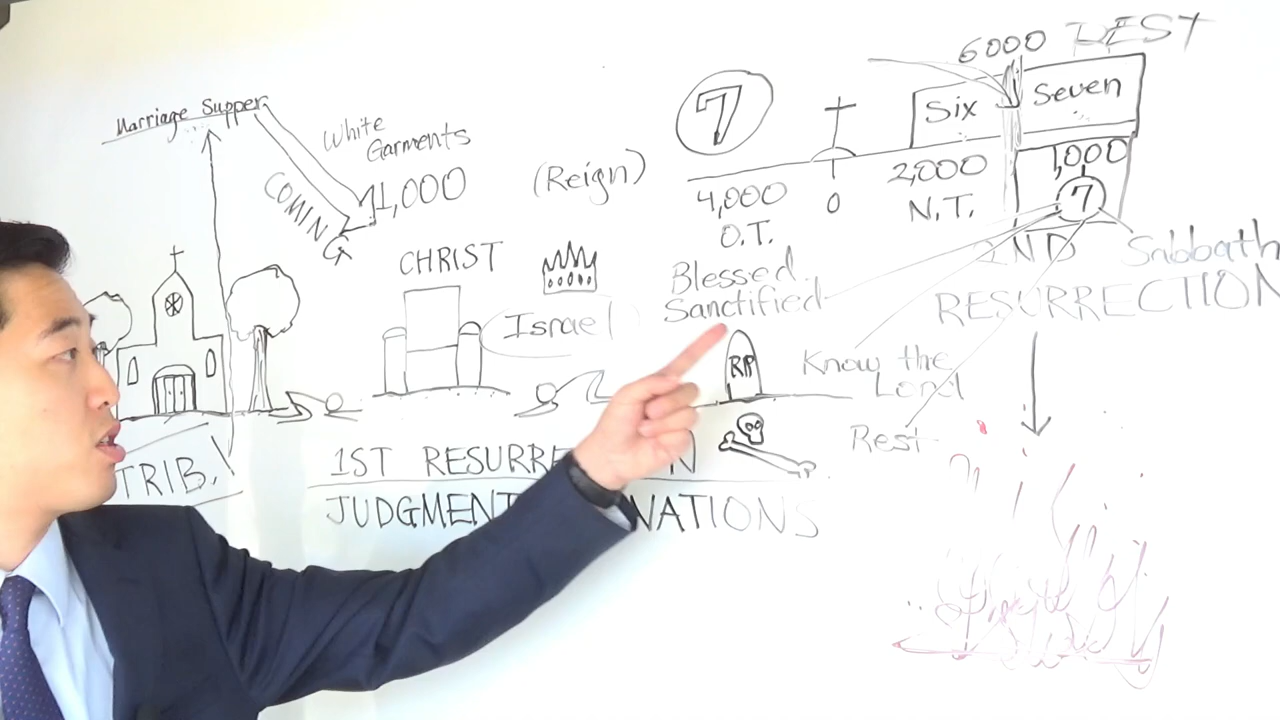 Marriage Supper
White
Garments
COMING
1,000
(Reign)
CHRIST
Israel
TRIB.
1ST RESURRE N
JUDGMENT NATIONS
7
6000 REST
Six
Seven
4,000
O.T.
0
2,000
N.T.
1,000
7
2ND
RESURRECTION
Sabbath
Blessed
Sanctified
Know the
Lord
Rest
RIP